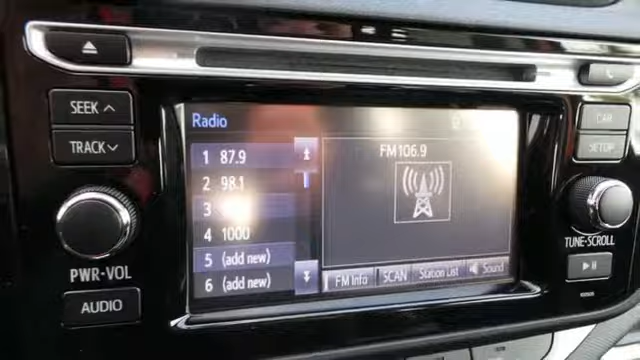 SEEK
TRACK
PWR•VOL
AUDIO
Radio
1 87.9
2 98.1
3
4 1000
5 (add new)
6 (add new)
FM106.9
FM Info
SCAN
Station List
Sound
CAR
SETUP
TUNE•SCROLL